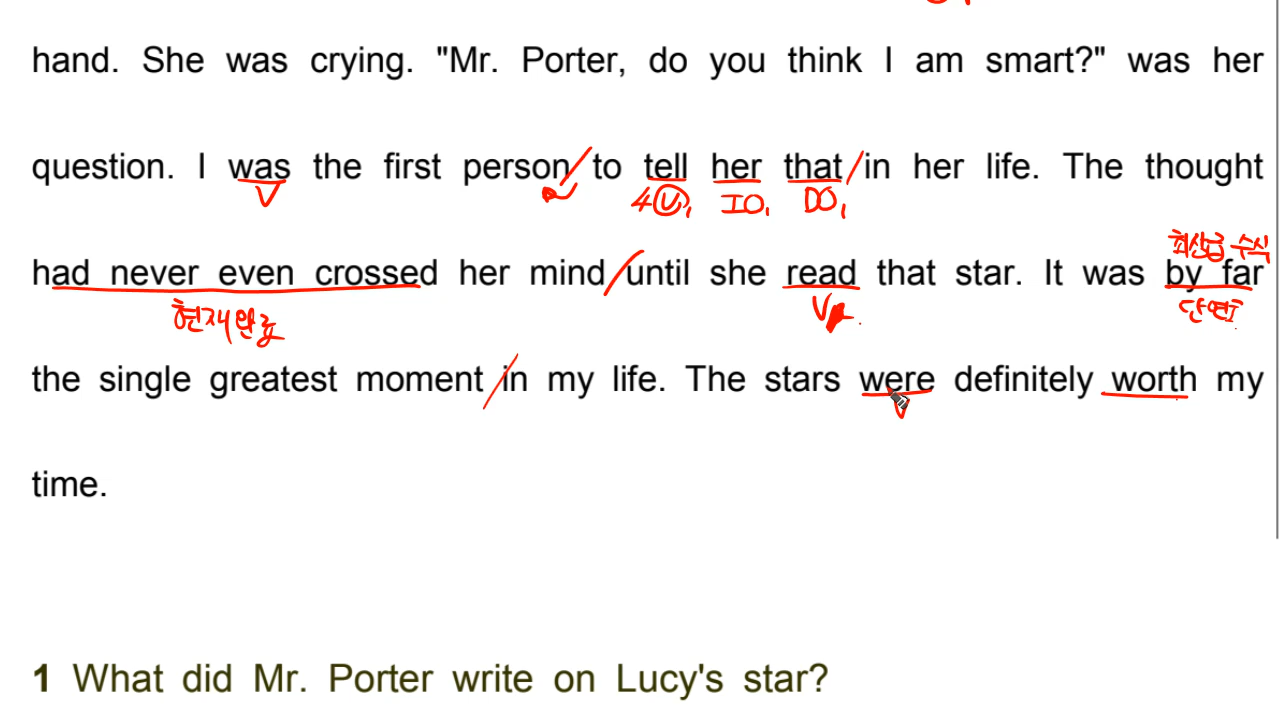 hand. She was crying. "Mr. Porter, do you think I am smart?" was her
question. I was the first person to tell her that in her life. The thought
V
4V₁ IO₁ DO₁
최상급 수식
had never even crossed her mind until she read that star. It was by far
현재완료
V
단연
the single greatest moment in my life. The stars were definitely worth my
V
time.
1 What did Mr. Porter write on Lucy's star?